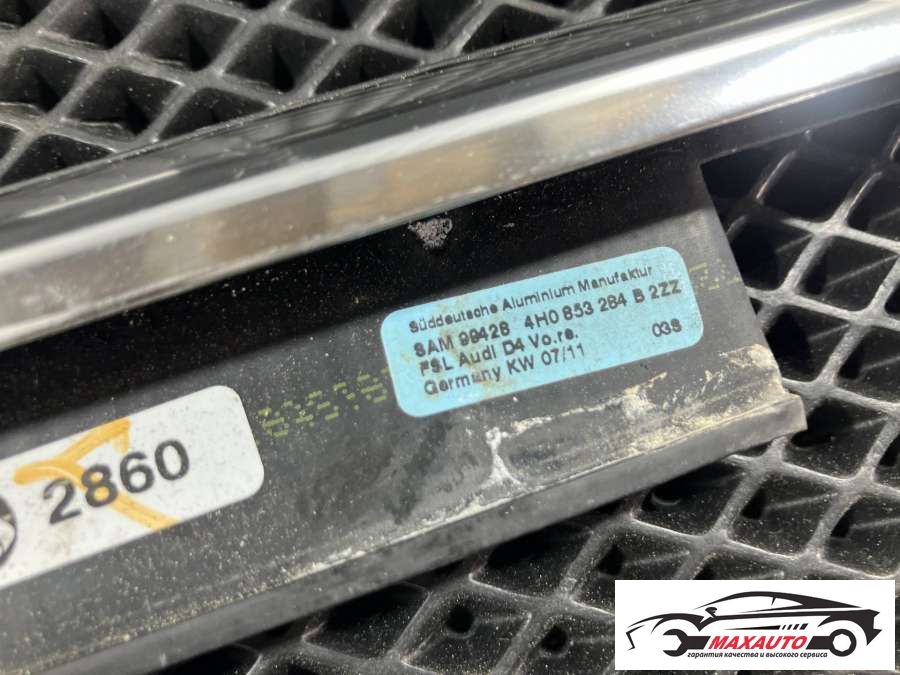 Süddeutsche Aluminium Manufaktur
SAM 98426 4H0 853 284 B 2ZZ
FSL Audi D4 Vo.re. 03S
Germany KW 07/11
2860
MAXAUTO
гарантия качества и высокого сервиса